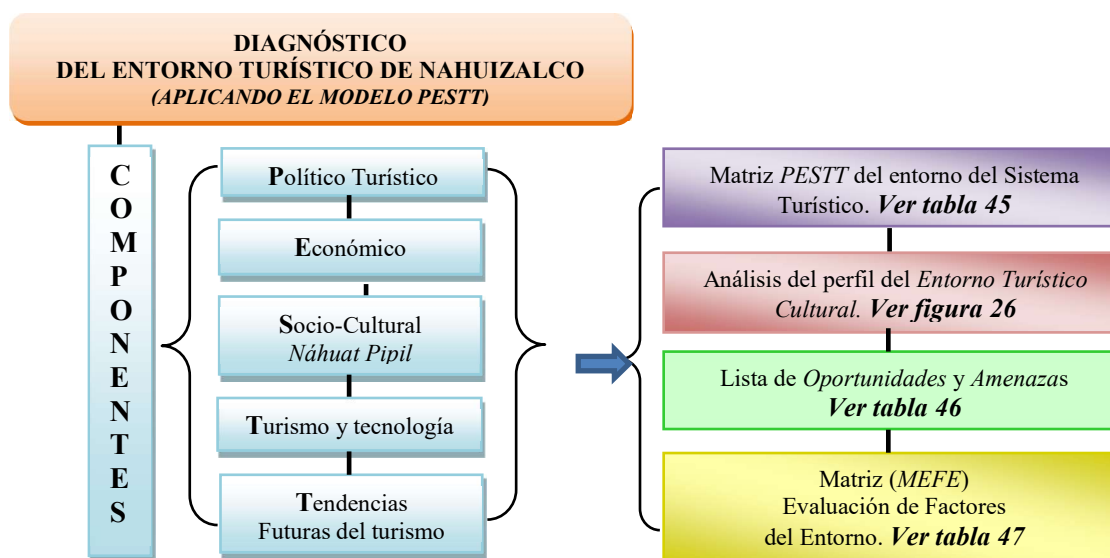 DIAGNÓSTICO
DEL ENTORNO TURÍSTICO DE NAHUIZALCO
(APLICANDO EL MODELO PESTT)
C
O
M
P
O
N
E
N
T
E
S
Político Turístico
Económico
Socio-Cultural
Náhuat Pipil
Turismo y tecnología
Tendencias
Futuras del turismo
Matriz PESTT del entorno del Sistema
Turístico. Ver tabla 45
Análisis del perfil del Entorno Turístico
Cultural. Ver figura 26
Lista de Oportunidades y Amenazas
Ver tabla 46
Matriz (MEFE)
Evaluación de Factores
del Entorno. Ver tabla 47